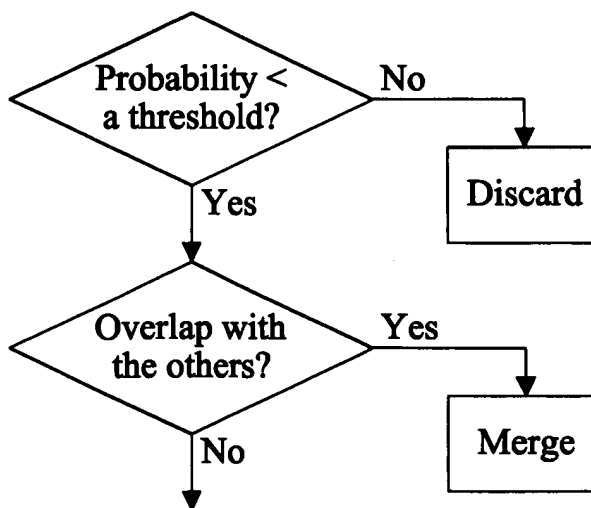 Probability <
a threshold?
No
Discard
Yes
Overlap with
the others?
Yes
Merge
No